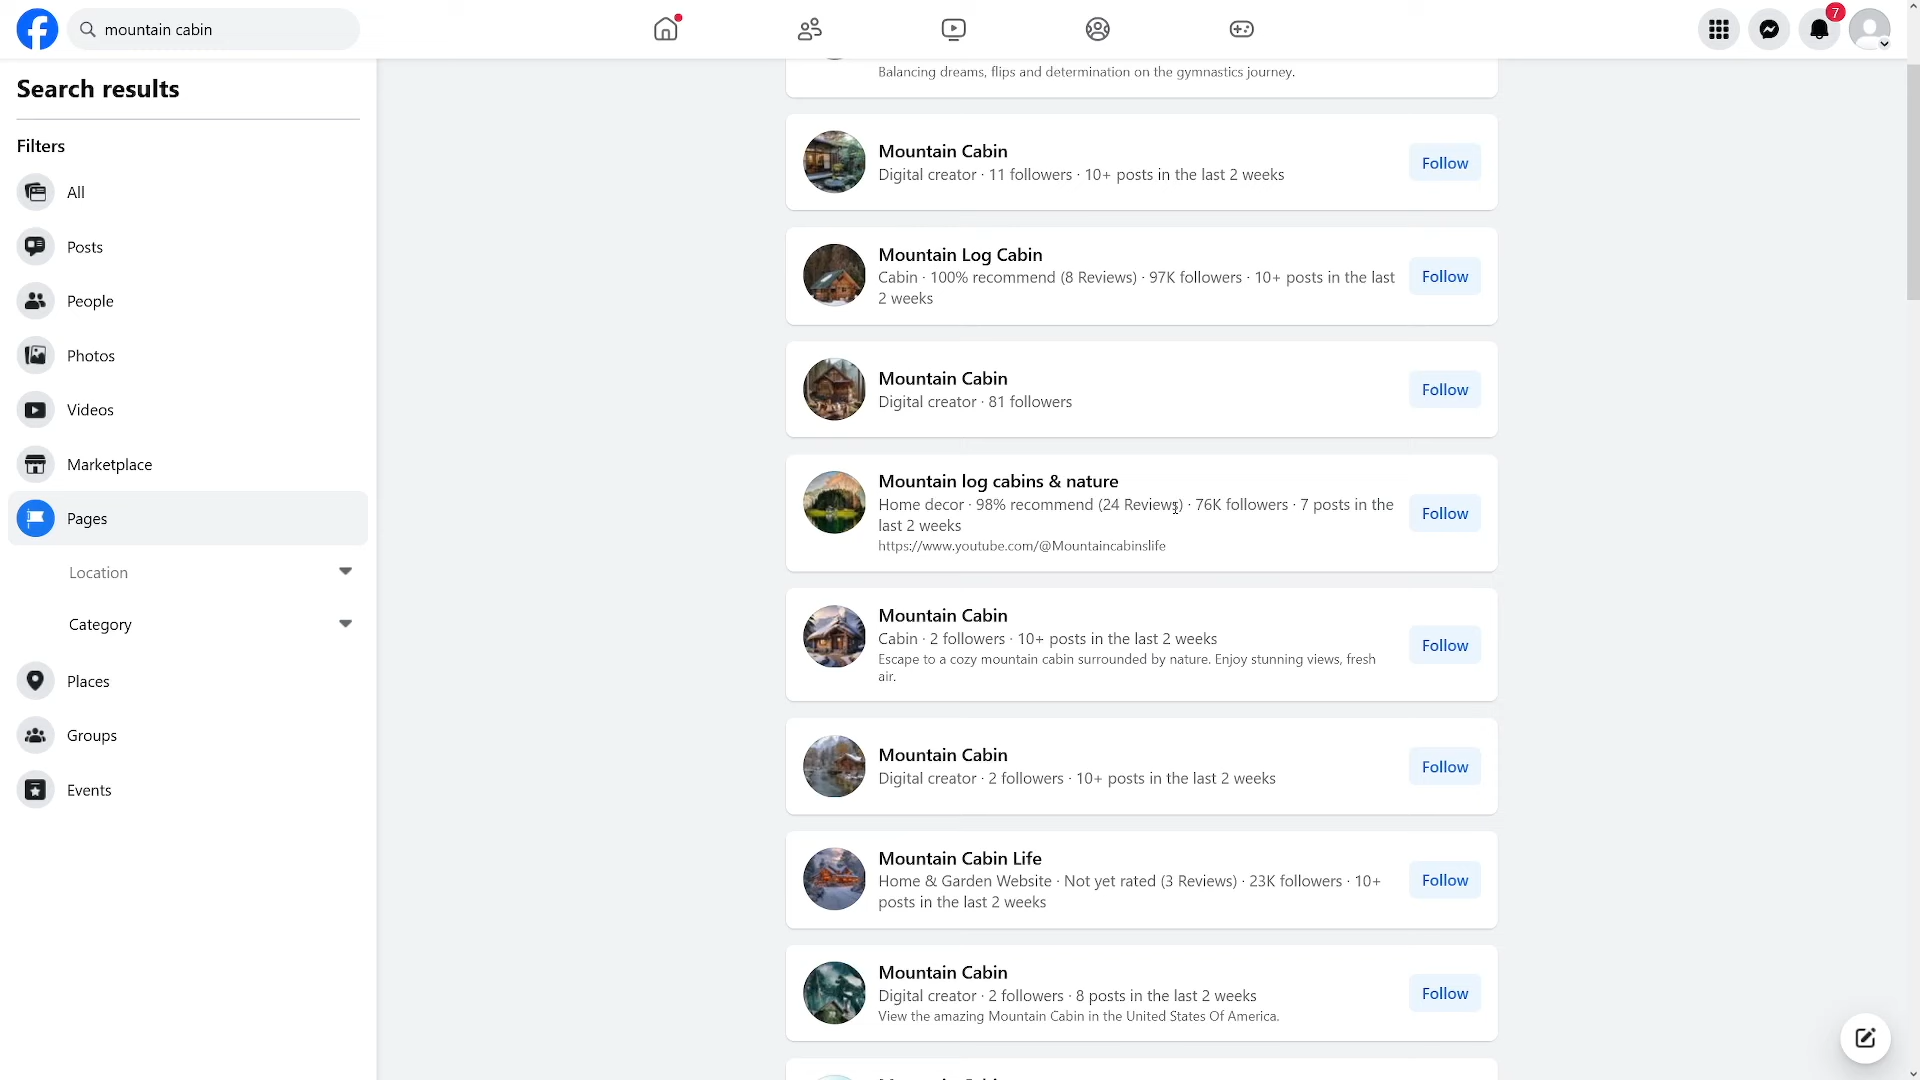 mountain cabin
7
Search results
Filters
All
Posts
People
Photos
Videos
Marketplace
Pages
Location
Category
Places
Groups
Events
Balancing dreams, flips and determination on the gymnastics journey.
Mountain Cabin
Digital creator · 11 followers · 10+ posts in the last 2 weeks
Follow
Mountain Log Cabin
Cabin · 100% recommend (8 Reviews) · 97K followers · 10+ posts in the last
2 weeks
Follow
Mountain Cabin
Digital creator · 81 followers
Follow
Mountain log cabins & nature
Home decor · 98% recommend (24 Reviews) · 76K followers · 7 posts in the
last 2 weeks
https://www.youtube.com/@Mountaincabinslife
Follow
Mountain Cabin
Cabin · 2 followers · 10+ posts in the last 2 weeks
Escape to a cozy mountain cabin surrounded by nature. Enjoy stunning views, fresh
air.
Follow
Mountain Cabin
Digital creator · 2 followers · 10+ posts in the last 2 weeks
Follow
Mountain Cabin Life
Home & Garden Website · Not yet rated (3 Reviews) · 23K followers · 10+
posts in the last 2 weeks
Follow
Mountain Cabin
Digital creator · 2 followers · 8 posts in the last 2 weeks
View the amazing Mountain Cabin in the United States Of America.
Follow